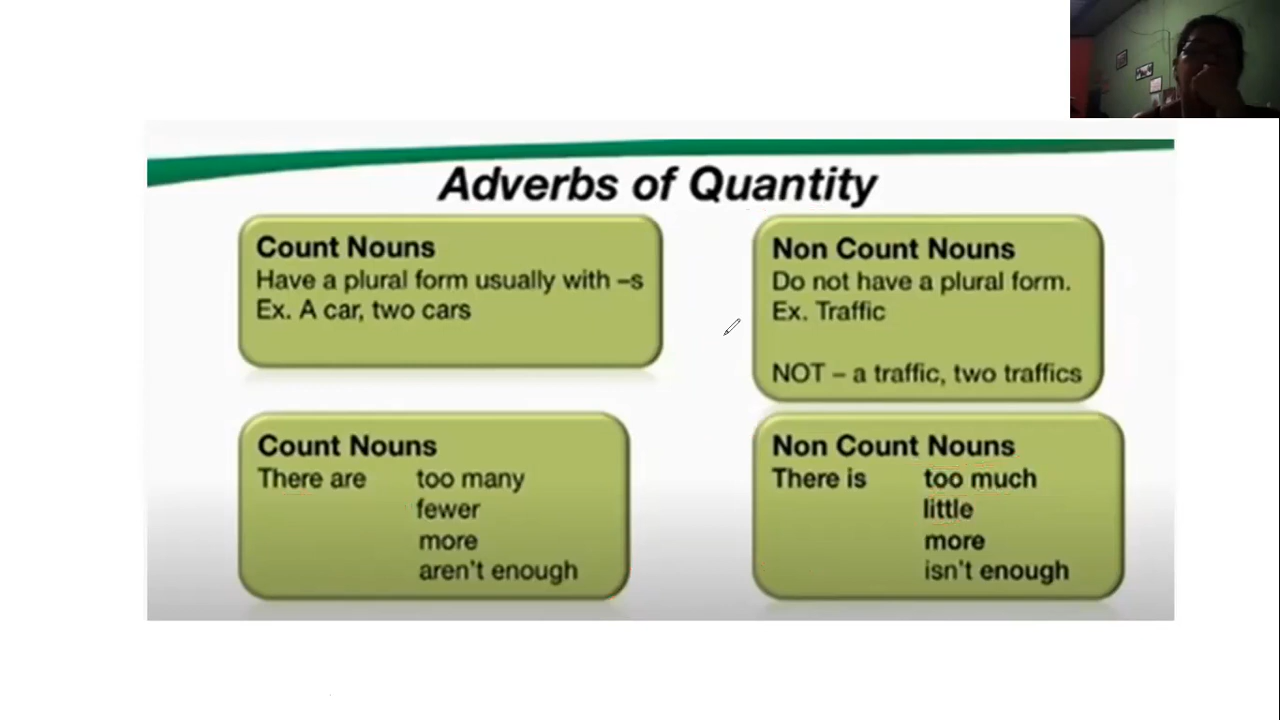 Adverbs of Quantity
Count Nouns
Have a plural form usually with –s
Ex. A car, two cars
Non Count Nouns
Do not have a plural form.
Ex. Traffic
NOT – a traffic, two traffics
Count Nouns
There are too many
fewer
more
aren't enough
Non Count Nouns
There is too much
little
more
isn't enough